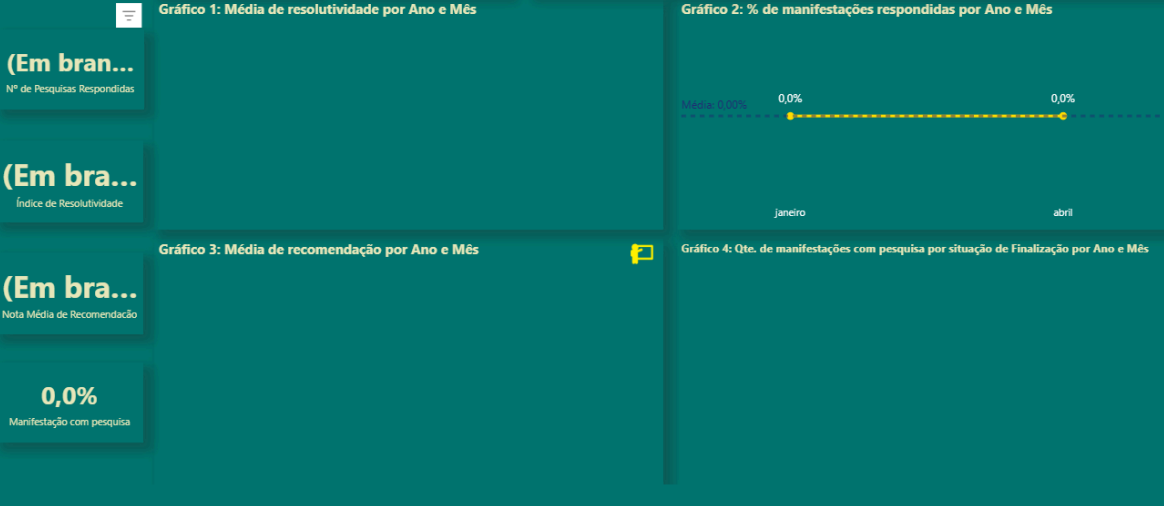 Gráfico 1: Média de resolutividade por Ano e Mês
Gráfico 2: % de manifestações respondidas por Ano e Mês
(Em bran...
Nº de Pesquisas Respondidas
Média: 0,00%
0,0%
0,0%
janeiro
abril
(Em bra...
Índice de Resolutividade
Gráfico 3: Média de recomendação por Ano e Mês
Gráfico 4: Qte. de manifestações com pesquisa por situação de Finalização por Ano e Mês
(Em bra...
Nota Média de Recomendacão
0,0%
Manifestação com pesquisa